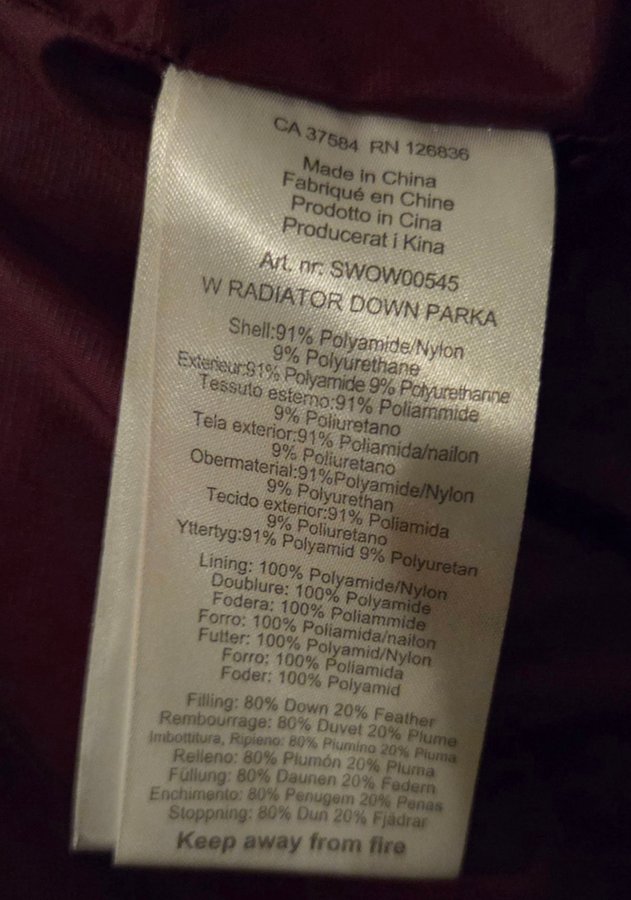 CA 37584 RN 126836
Made in China
Fabriqué en Chine
Prodotto in Cina
Producerat i Kina
Art. nr: SWOW00545
W RADIATOR DOWN PARKA
Shell:91% Polyamide/Nylon
9% Polyurethane
Exterieur:91% Polyamide 9% Polyurethanne
Tessuto esterno:91% Poliammide
9% Poliuretano
Tela exterior:91% Poliamida/nailon
9% Poliuretano
Obermaterial:91%Polyamide/Nylon
9% Polyurethan
Tecido exterior:91% Poliamida
9% Poliuretano
Yttertyg:91% Polyamid 9% Polyuretan
Lining: 100% Polyamide/Nylon
Doublure: 100% Polyamide
Fodera: 100% Poliammide
Forro: 100% Poliamida/nailon
Futter: 100% Polyamid/Nylon
Forro: 100% Poliamida
Foder: 100% Polyamid
Filling: 80% Down 20% Feather
Rembourrage: 80% Duvet 20% Plume
Imbottitura, Ripieno: 80% Piumino 20% Piuma
Relleno: 80% Plumón 20% Pluma
Füllung: 80% Daunen 20% Federn
Enchimento: 80% Penugem 20% Penas
Stoppning: 80% Dun 20% Fjädrar
Keep away from fire